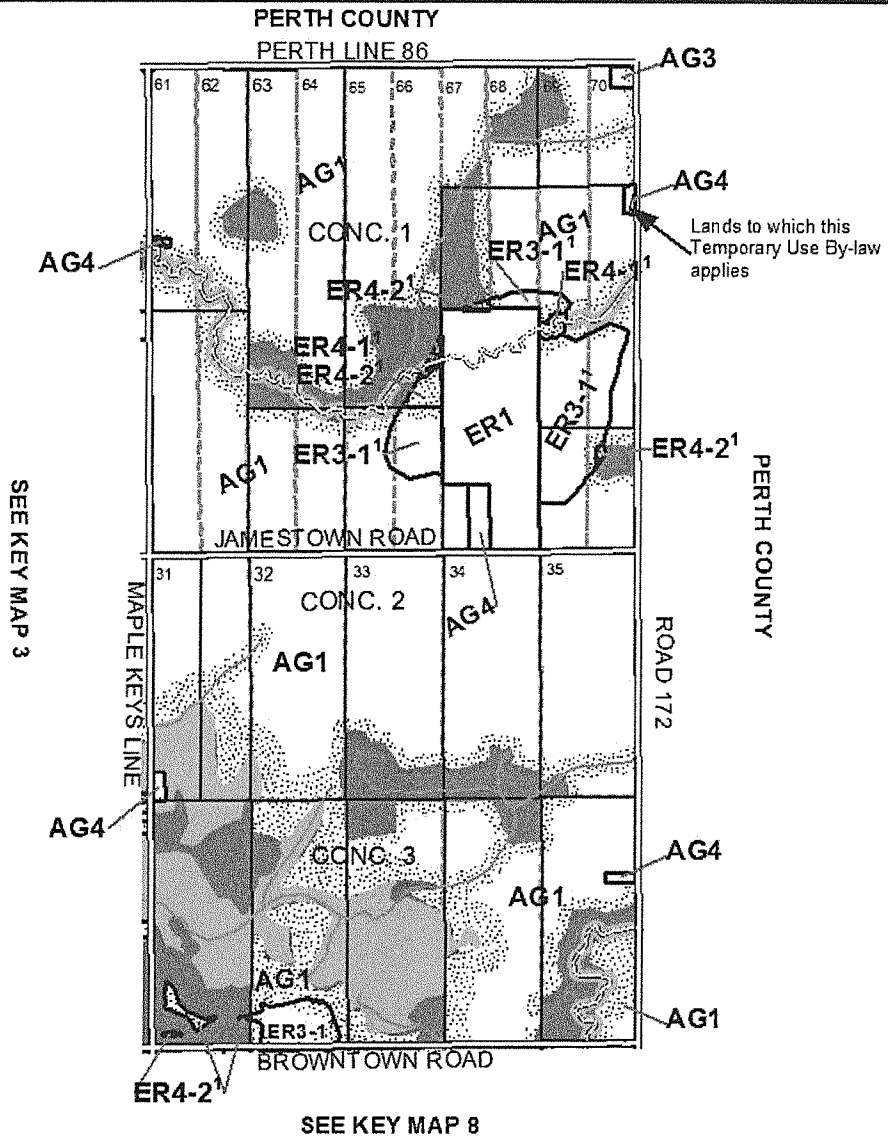 PERTH COUNTY
PERTH LINE 86
AG3
61 62 63 64 65 66 67 68 69 70
AG1
AG4
AG1
Lands to which this
Temporary Use By-law
applies
CONC. 1
AG4
ER3-1¹
ER4-1¹
ER4-2¹
ER4-1¹
ER4-2¹
ER3-1¹
ER1
ER3-1¹
ER4-2¹
AG1
JAMESTOWN ROAD
SEE KEY MAP 3
PERTH COUNTY
31 32 33 34 35
CONC. 2
AG4
MAPLE KEYS LINE
AG1
ROAD 172
AG4
CONC. 3
AG4
AG1
AG1
ER3-1
AG1
BROWNTOWN ROAD
ER4-2¹
SEE KEY MAP 8